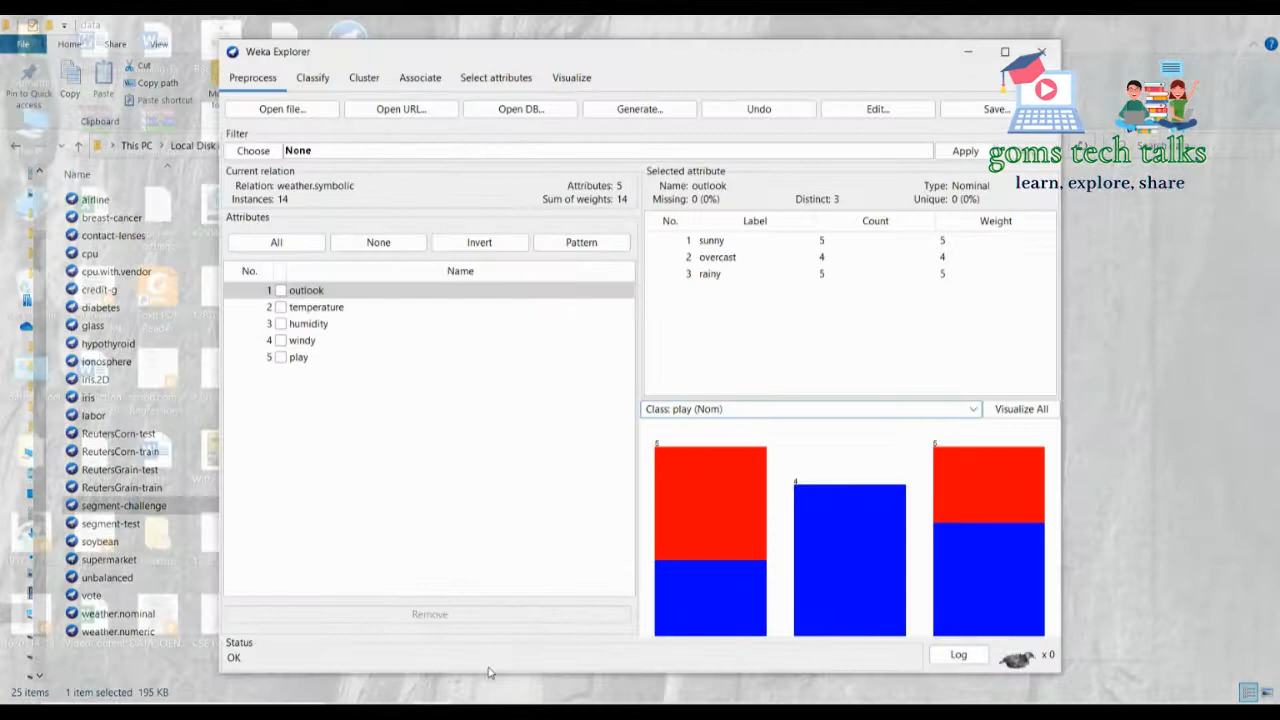 data
File
Home
Share
View
Pin to Quick
access
Copy
Paste
Cut
Copy path
Paste shortcut
Clipboard
This PC
Local Disk
Name
airline
breast-cancer
contact-lenses
cpu
cpu.with.vendor
credit-g
diabetes
glass
hypothyroid
ionosphere
iris.2D
iris
labor
ReutersCorn-test
ReutersCorn-train
ReutersGrain-test
ReutersGrain-train
segment-challenge
segment-test
soybean
supermarket
unbalanced
vote
weather.nominal
weather.numeric
25 items 1 item selected 195 KB
Weka Explorer
Preprocess Classify Cluster Associate Select attributes Visualize
Open file... Open URL... Open DB... Generate... Undo Edit... Save...
Filter
Choose None Apply
Current relation
Relation: weather.symbolic Attributes: 5
Instances: 14 Sum of weights: 14
Attributes
All None Invert Pattern
No. Name
1 outlook
2 temperature
3 humidity
4 windy
5 play
Remove
Selected attribute
Name: outlook Type: Nominal
Missing: 0 (0%) Distinct: 3 Unique: 0 (0%)
No. Label Count Weight
1 sunny 5 5
2 overcast 4 4
3 rainy 5 5
Class: play (Nom) Visualize All
5 4 5
Status
OK
Log x 0
goms tech talks
learn, explore, share